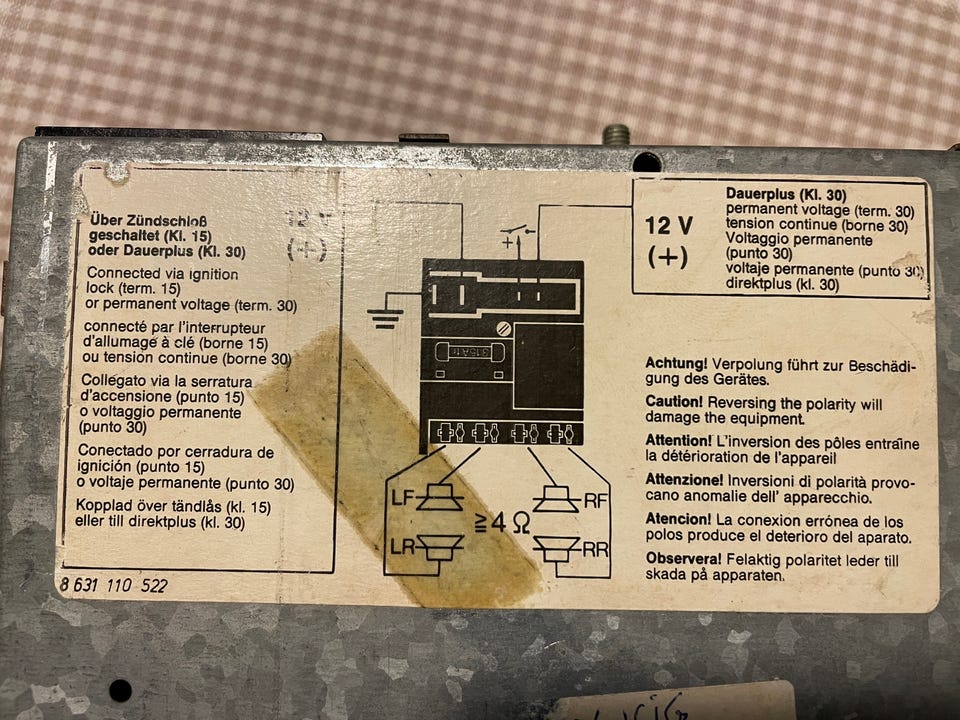 Über Zündschloß
geschaltet (Kl. 15)
oder Dauerplus (Kl. 30)
12 V
(+)
Connected via ignition
lock (term. 15)
or permanent voltage (term. 30)
connecté par l'interrupteur
d'allumage à clé (borne 15)
ou tension continue (borne 30)
Collegato via la serratura
d'accensione (punto 15)
o voltaggio permanente
(punto 30)
Conectado por cerradura de
ignición (punto 15)
o voltaje permanente (punto 30)
Kopplad över tändlås (kl. 15)
eller till direktplus (kl. 30)
8 631 110 522
+
LF
RF
≧4 Ω
LR
RR
12 V
(+)
Dauerplus (Kl. 30)
permanent voltage (term. 30)
tension continue (borne 30)
Voltaggio permanente
(punto 30)
voltaje permanente (punto 30)
direktplus (kl. 30)
Achtung! Verpolung führt zur Beschädi-
gung des Gerätes.
Caution! Reversing the polarity will
damage the equipment.
Attention! L'inversion des pôles entraîne
la détérioration de l'appareil
Attenzione! Inversioni di polarità provo-
cano anomalie dell' apparecchio.
Atencion! La conexion errónea de los
polos produce el deterioro del aparato.
Observera! Felaktig polaritet leder till
skada på apparaten.